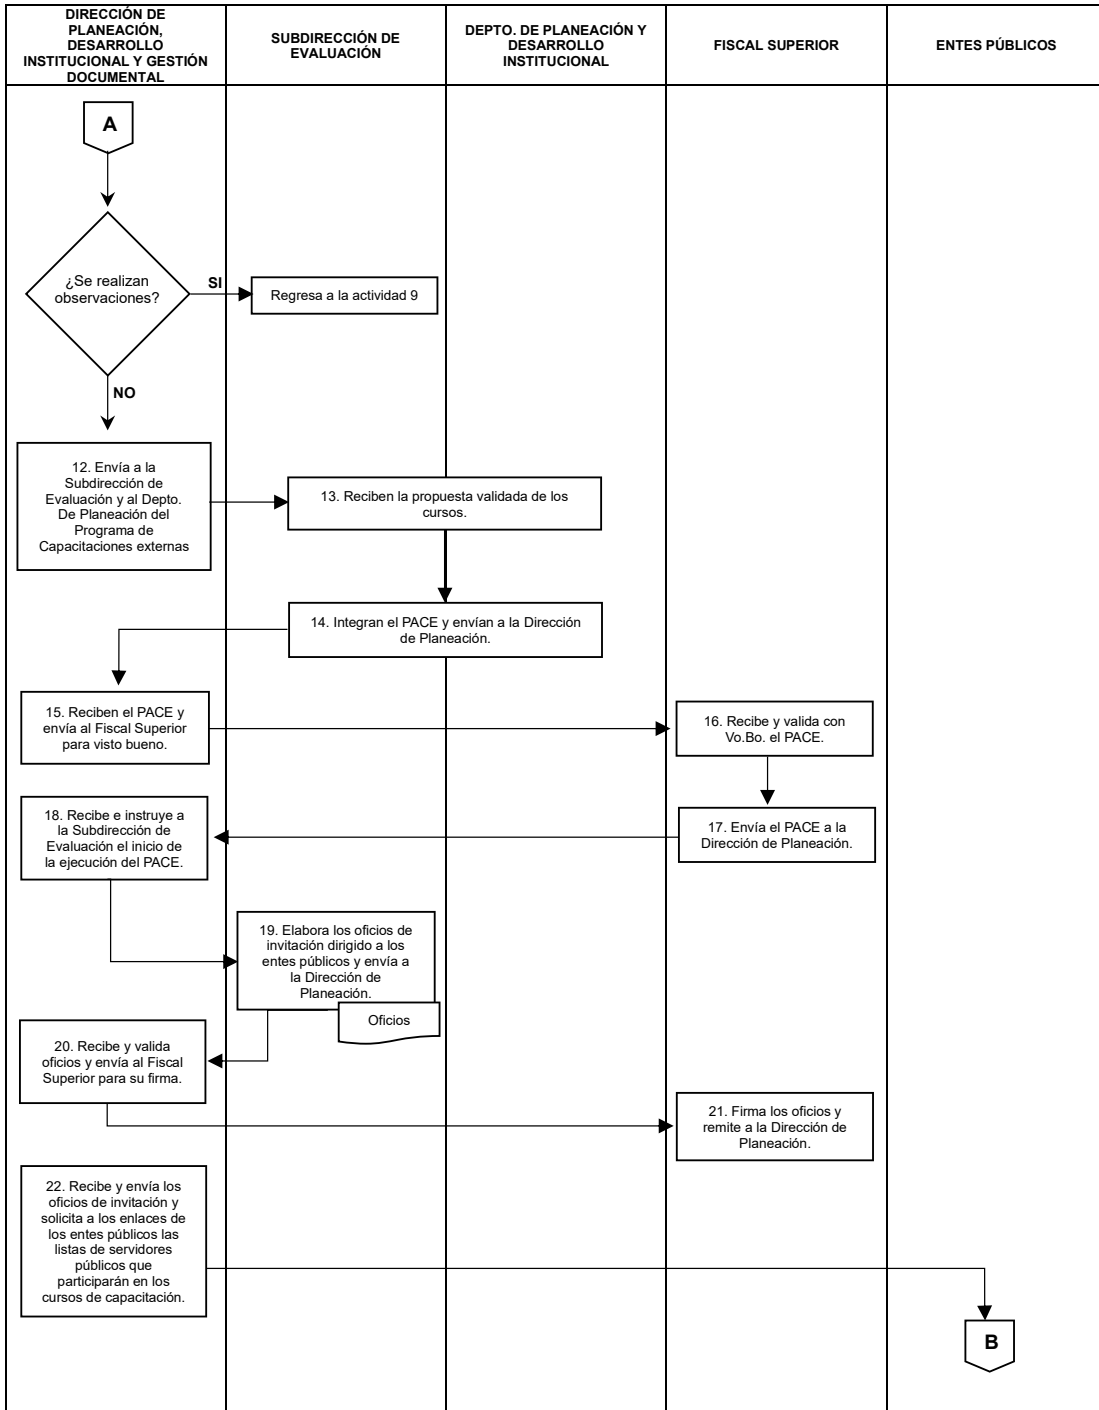 DIRECCIÓN DE
PLANEACIÓN,
DESARROLLO
INSTITUCIONAL Y GESTIÓN
DOCUMENTAL
SUBDIRECCIÓN DE
EVALUACIÓN
DEPTO. DE PLANEACIÓN Y
DESARROLLO
INSTITUCIONAL
FISCAL SUPERIOR
ENTES PÚBLICOS
A
¿Se realizan
observaciones?
SI
Regresa a la actividad 9
NO
12. Envía a la
Subdirección de
Evaluación y al Depto.
De Planeación del
Programa de
Capacitaciones externas
13. Reciben la propuesta validada de los
cursos.
14. Integran el PACE y envían a la Dirección
de Planeación.
15. Reciben el PACE y
envía al Fiscal Superior
para visto bueno.
16. Recibe y valida con
Vo.Bo. el PACE.
17. Envía el PACE a la
Dirección de Planeación.
18. Recibe e instruye a
la Subdirección de
Evaluación el inicio de
la ejecución del PACE.
19. Elabora los oficios de
invitación dirigido a los
entes públicos y envía a
la Dirección de
Planeación.
Oficios
20. Recibe y valida
oficios y envía al Fiscal
Superior para su firma.
21. Firma los oficios y
remite a la Dirección de
Planeación.
22. Recibe y envía los
oficios de invitación y
solicita a los enlaces de
los entes públicos las
listas de servidores
públicos que
participarán en los
cursos de capacitación.
B